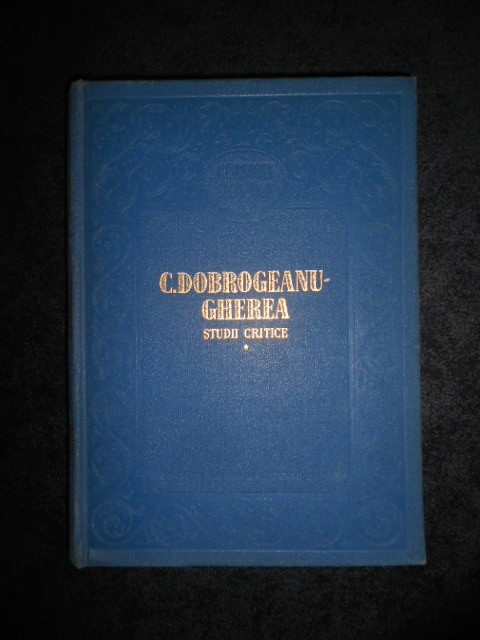 C.DOBROGEANU-
GHEREA
STUDII CRITICE
*